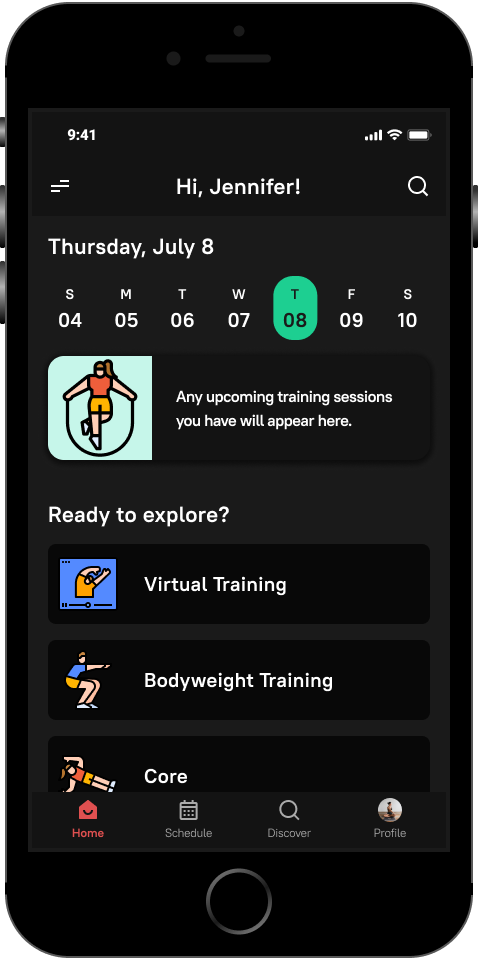 9:41
Hi, Jennifer!
Thursday, July 8
S M T W T F S
04 05 06 07 08 09 10
Any upcoming training sessions
you have will appear here.
Ready to explore?
Virtual Training
Bodyweight Training
Core
Home Schedule Discover Profile